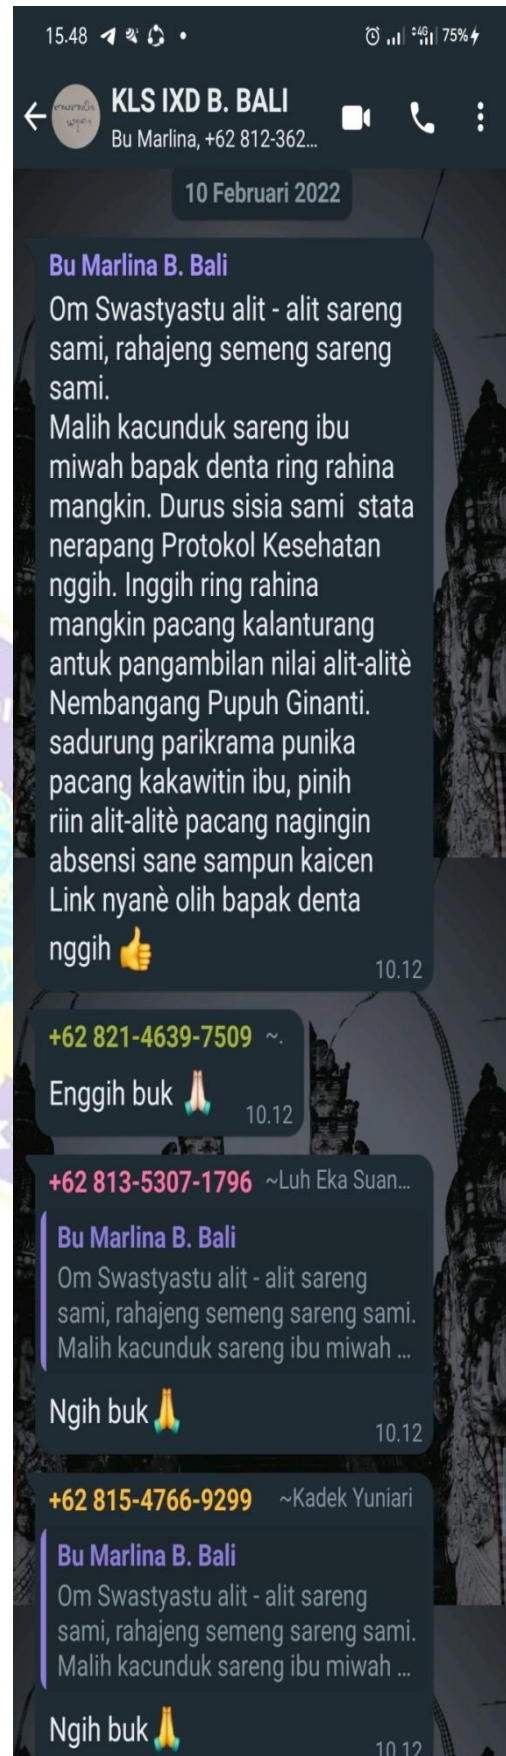 15.48
4G 75%
KLS IXD B. BALI
Bu Marlina, +62 812-362...
10 Februari 2022
Bu Marlina B. Bali
Om Swastyastu alit - alit sareng
sami, rahajeng semeng sareng
sami.
Malih kacunduk sareng ibu
miwah bapak denta ring rahina
mangkin. Durus sisia sami stata
nerapang Protokol Kesehatan
nggih. Inggih ring rahina
mangkin pacang kalanturang
antuk pangambilan nilai alit-alitè
Nembangang Pupuh Ginanti.
sadurung parikrama punika
pacang kakawitin ibu, pinih
riin alit-alitè pacang nagingin
absensi sane sampun kaicen
Link nyanè olih bapak denta
nggih 👍
10.12
+62 821-4639-7509 ~.
Enggih buk 🙏🏻
10.12
+62 813-5307-1796 ~Luh Eka Suan...
Bu Marlina B. Bali
Om Swastyastu alit - alit sareng
sami, rahajeng semeng sareng sami.
Malih kacunduk sareng ibu miwah ...
Ngih buk 🙏
10.12
+62 815-4766-9299 ~Kadek Yuniari
Bu Marlina B. Bali
Om Swastyastu alit - alit sareng
sami, rahajeng semeng sareng sami.
Malih kacunduk sareng ibu miwah ...
Ngih buk 🙏
10.12